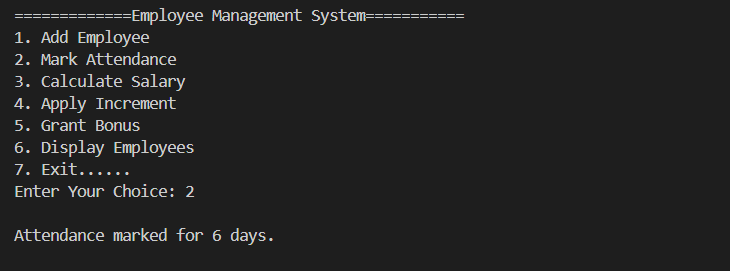 =============Employee Management System===========
1. Add Employee
2. Mark Attendance
3. Calculate Salary
4. Apply Increment
5. Grant Bonus
6. Display Employees
7. Exit......
Enter Your Choice: 2
Attendance marked for 6 days.